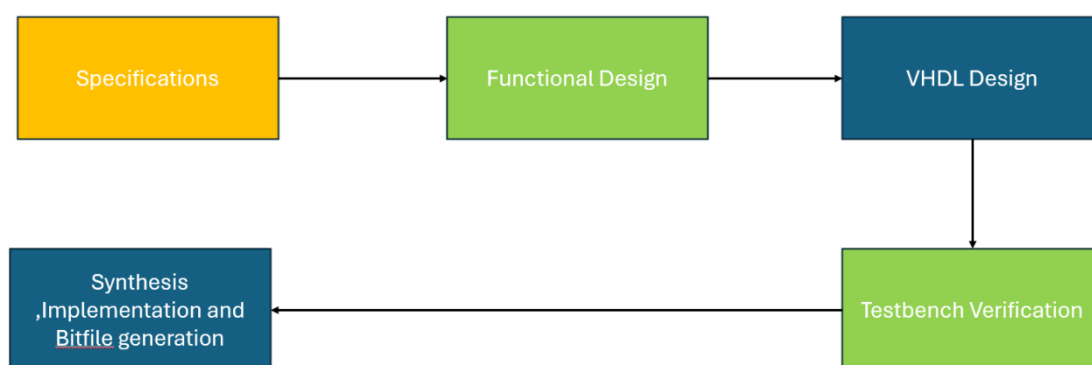 Specifications
Functional Design
VHDL Design
Synthesis
,Implementation and
Bitfile generation
Testbench Verification